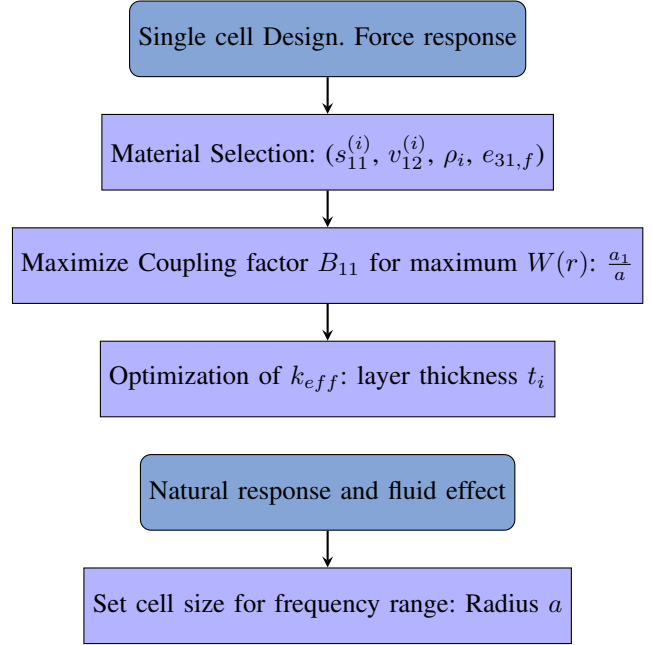 Single cell Design. Force response
Material Selection: ($s_{11}^{(i)}$, $v_{12}^{(i)}$, $\rho_i$, $e_{31,f}$)
Maximize Coupling factor $B_{11}$ for maximum $W(r)$: $\frac{a_1}{a}$
Optimization of $k_{eff}$: layer thickness $t_i$
Natural response and fluid effect
Set cell size for frequency range: Radius $a$